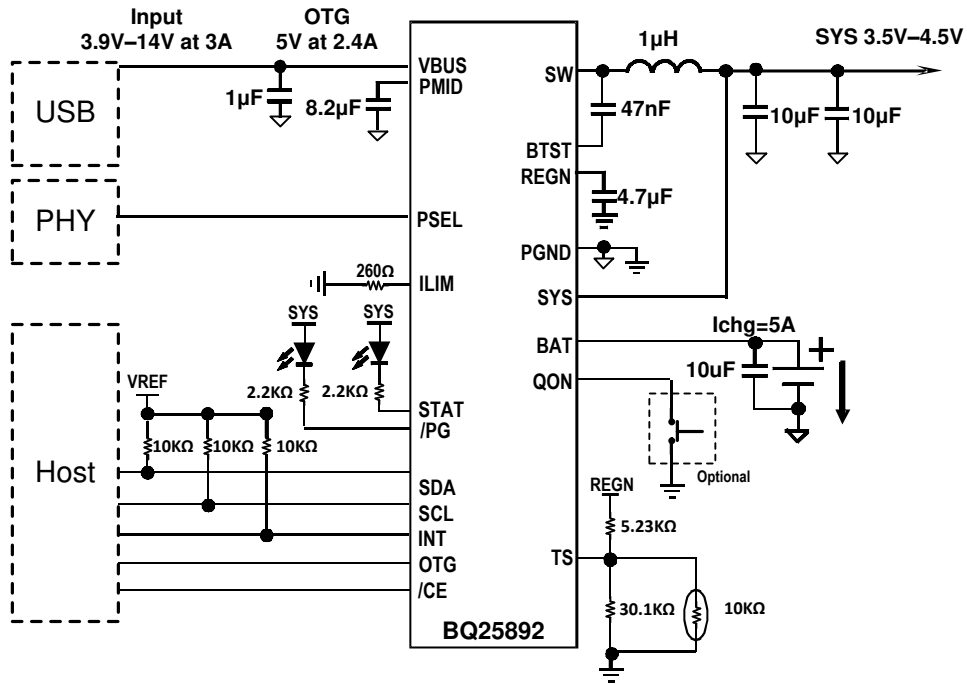 Input
3.9V–14V at 3A
OTG
5V at 2.4A
USB
1µF
8.2µF
VBUS
PMID
PHY
PSEL
260Ω
ILIM
SYS
SYS
2.2KΩ
2.2KΩ
STAT
/PG
VREF
10KΩ
10KΩ
10KΩ
Host
SDA
SCL
INT
OTG
/CE
BQ25892
SW
1µH
SYS 3.5V–4.5V
47nF
10µF
10µF
BTST
REGN
4.7µF
PGND
SYS
Ichg=5A
BAT
10uF
+
QON
Optional
REGN
5.23KΩ
TS
30.1KΩ
10KΩ